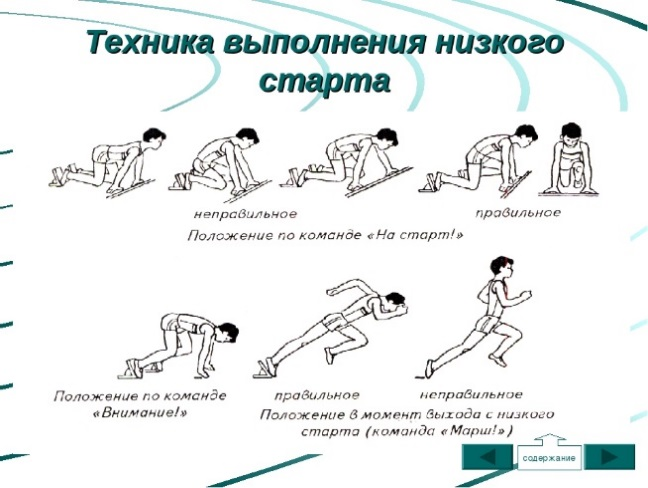 Техника выполнения низкого
старта
неправильное
правильное
Положение по команде «На старт!»
Положение по команде
«Внимание!»
правильное
неправильное
Положение в момент выхода с низкого
старта (команда «Марш!»)
содержание